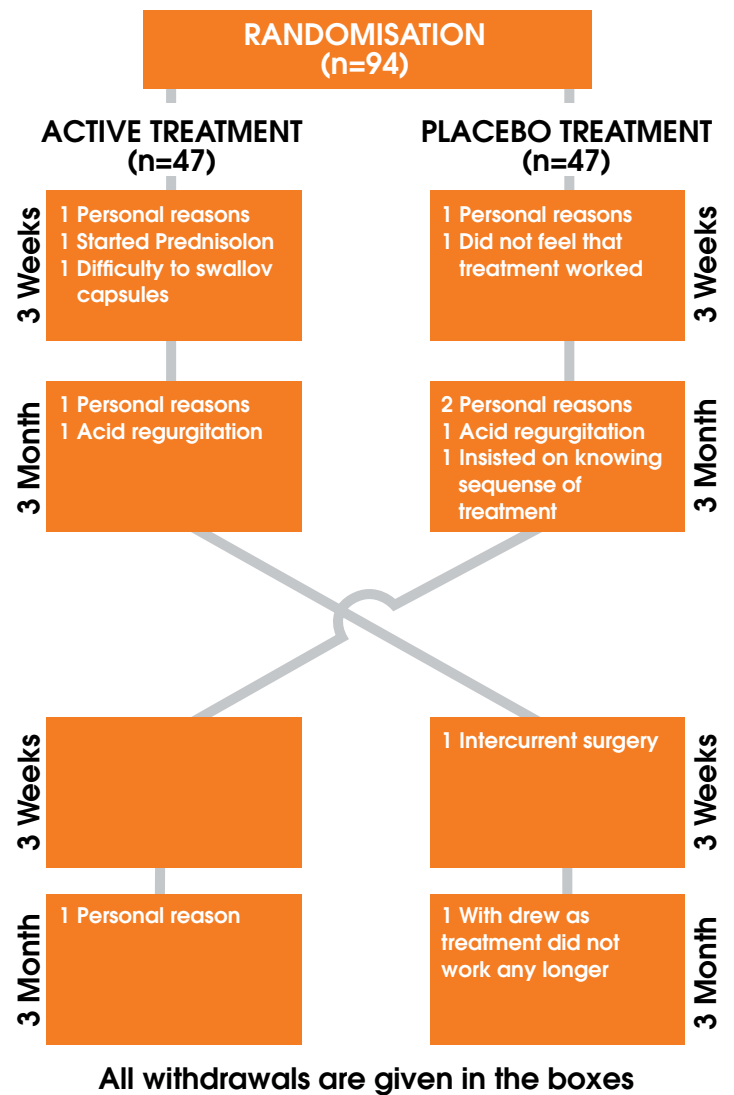 RANDOMISATION
(n=94)
ACTIVE TREATMENT
(n=47)
PLACEBO TREATMENT
(n=47)
3 Weeks
1 Personal reasons
1 Started Prednisolon
1 Difficulty to swallov
capsules
1 Personal reasons
1 Did not feel that
treatment worked
3 Weeks
3 Month
1 Personal reasons
1 Acid regurgitation
2 Personal reasons
1 Acid regurgitation
1 Insisted on knowing
sequense of
treatment
3 Month
3 Weeks
1 Intercurrent surgery
3 Weeks
3 Month
1 Personal reason
1 With drew as
treatment did not
work any longer
3 Month
All withdrawals are given in the boxes